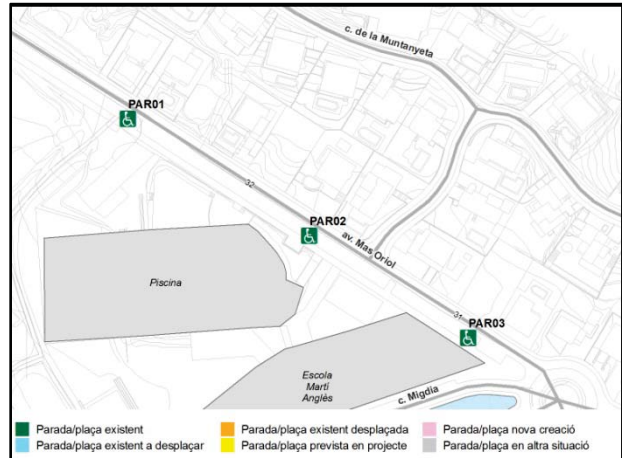 c. de la Muntanyeta
PAR01
32
PAR02
av. Mas Oriol
Piscina
31
PAR03
Escola
Martí
Anglès
c. Migdia
Parada/plaça existent
Parada/plaça existent desplaçada
Parada/plaça nova creació
Parada/plaça existent a desplaçar
Parada/plaça prevista en projecte
Parada/plaça en altra situació